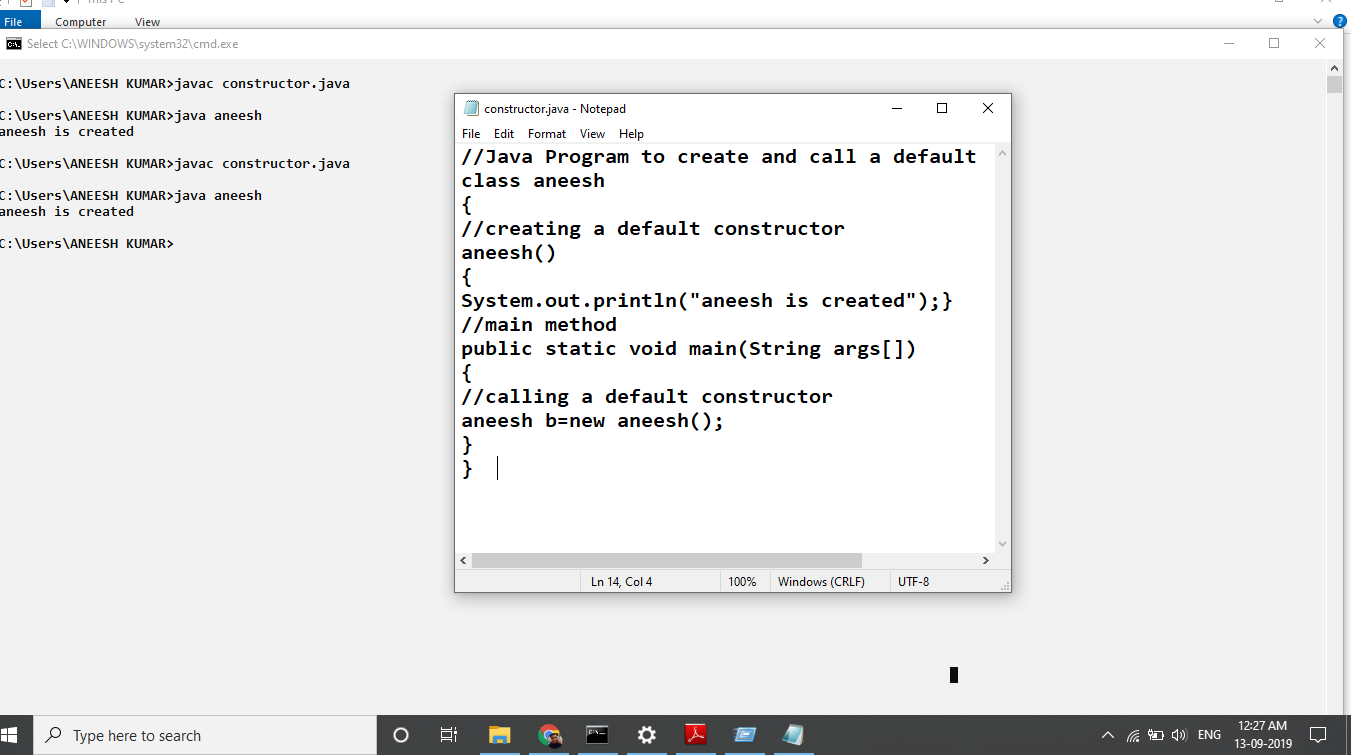 File Computer View
Select C:\WINDOWS\system32\cmd.exe
C:\Users\ANEESH KUMAR>javac constructor.java
C:\Users\ANEESH KUMAR>java aneesh
aneesh is created
C:\Users\ANEESH KUMAR>javac constructor.java
C:\Users\ANEESH KUMAR>java aneesh
aneesh is created
C:\Users\ANEESH KUMAR>
constructor.java - Notepad
File Edit Format View Help
//Java Program to create and call a default
class aneesh
{
//creating a default constructor
aneesh()
{
System.out.println("aneesh is created");}
//main method
public static void main(String args[])
{
//calling a default constructor
aneesh b=new aneesh();
}
}
Ln 14, Col 4 100% Windows (CRLF) UTF-8
Type here to search
ENG
12:27 AM
13-09-2019